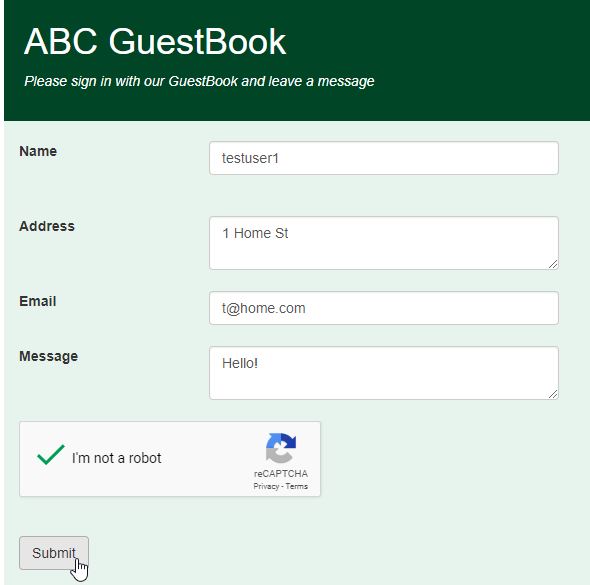 ABC GuestBook
Please sign in with our GuestBook and leave a message
Name
testuser1
Address
1 Home St
Email
t@home.com
Message
Hello!
I'm not a robot
reCAPTCHA
Privacy - Terms
Submit